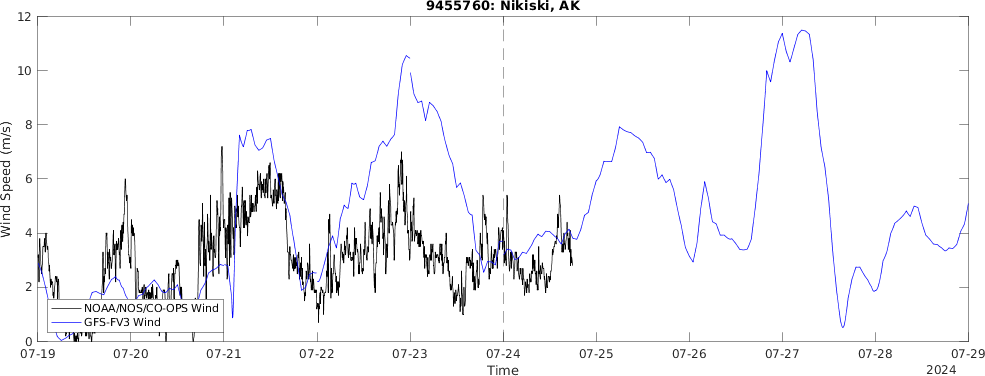 9455760: Nikiski, AK
12
10
8
6
4
2
0
Wind Speed (m/s)
NOAA/NOS/CO-OPS Wind
GFS-FV3 Wind
07-19 07-20 07-21 07-22 07-23 07-24 07-25 07-26 07-27 07-28 07-29
Time
2024